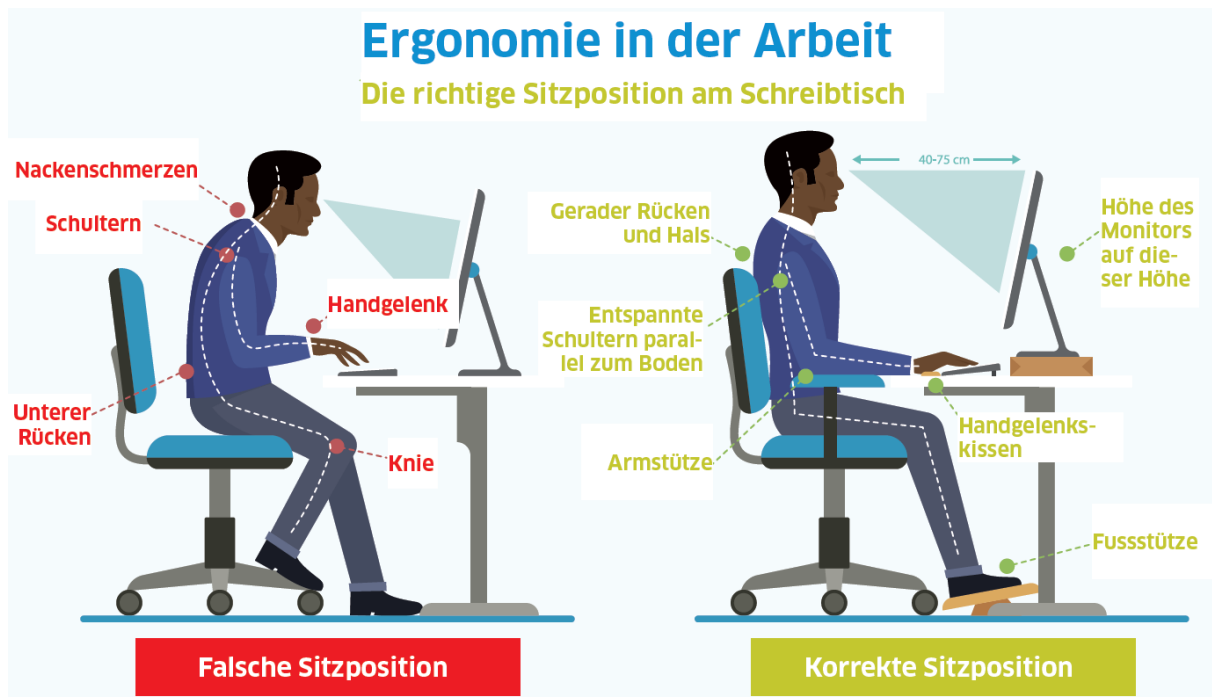 Ergonomie in der Arbeit
Die richtige Sitzposition am Schreibtisch
Nackenschmerzen
Schultern
Handgelenk
Unterer
Rücken
Knie
Falsche Sitzposition
40-75 cm
Gerader Rücken
und Hals
Höhe des
Monitors
auf die-
ser Höhe
Entspannte
Schultern paral-
lel zum Boden
Handgelenks-
kissen
Armstütze
Fussstütze
Korrekte Sitzposition